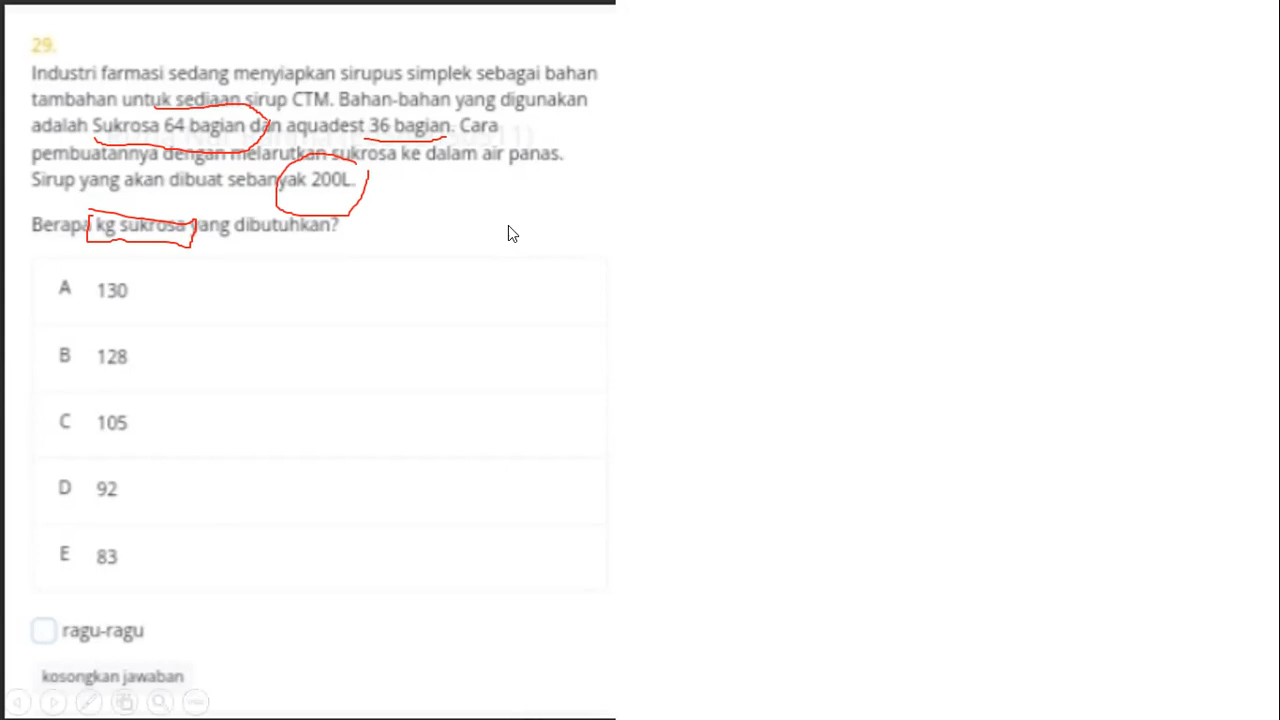 29.
Industri farmasi sedang menyiapkan sirupus simplek sebagai bahan
tambahan untuk sediaan sirup CTM. Bahan-bahan yang digunakan
adalah Sukrosa 64 bagian dan aquadest 36 bagian. Cara
pembuatannya dengan melarutkan sukrosa ke dalam air panas.
Sirup yang akan dibuat sebanyak 200L.
Berapa kg sukrosa yang dibutuhkan?
A 130
B 128
C 105
D 92
E 83
ragu-ragu
kosongkan jawaban